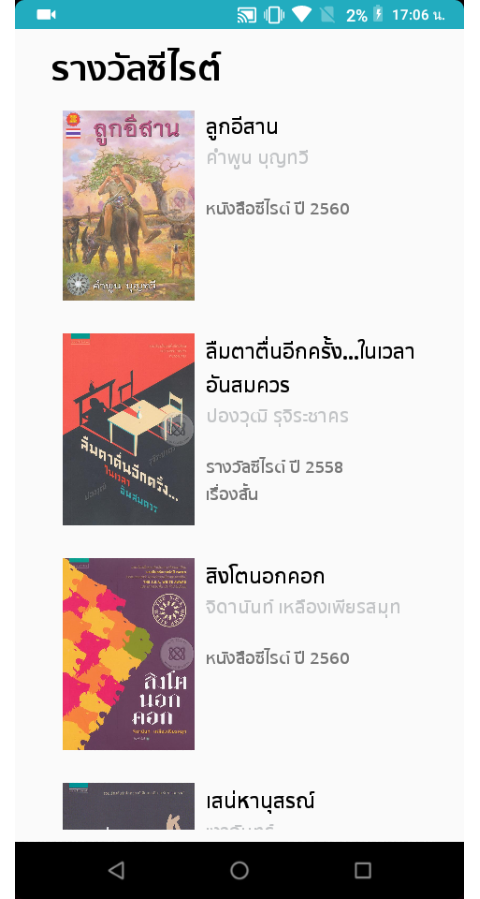 2% 17:06 น.
รางวัลซีไรต์
ลูกอีสาน
คำพูน บุญทวี
ลูกอีสาน
คำพูน บุญทวี
หนังสือซีไรต์ ปี 2560
ลืมตาตื่นอีกครั้ง...
ในเวลา
อันสมควร
ลืมตาตื่นอีกครั้ง...ในเวลา
อันสมควร
ปองวุฒิ รุจิระชาคร
รางวัลซีไรต์ ปี 2558
เรื่องสั้น
สิงโต
นอก
คอก
สิงโตนอกคอก
จิดานันท์ เหลืองเพียรสมุท
หนังสือซีไรต์ ปี 2560
เสน่หานุสรณ์